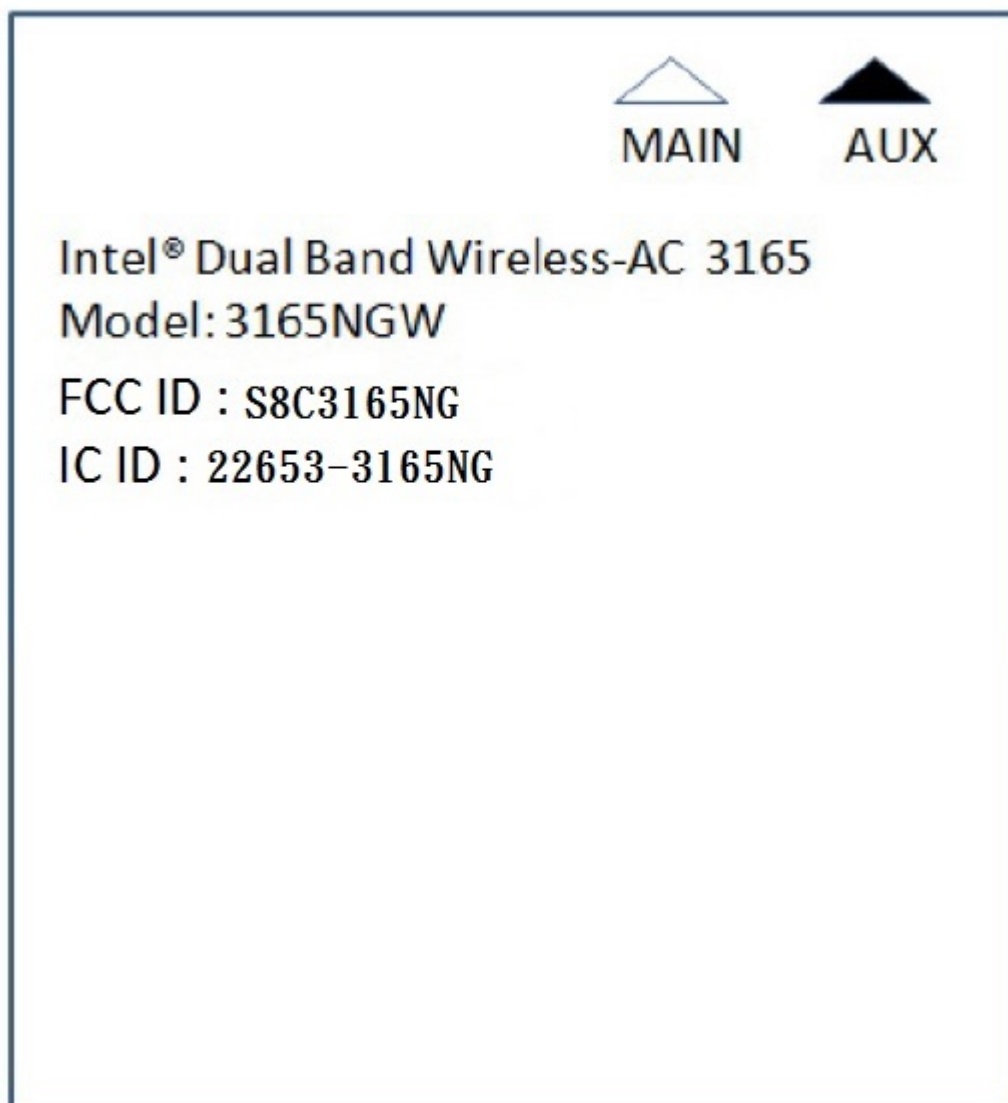 MAIN AUX
Intel® Dual Band Wireless-AC 3165
Model: 3165NGW
FCC ID : S8C3165NG
IC ID : 22653-3165NG